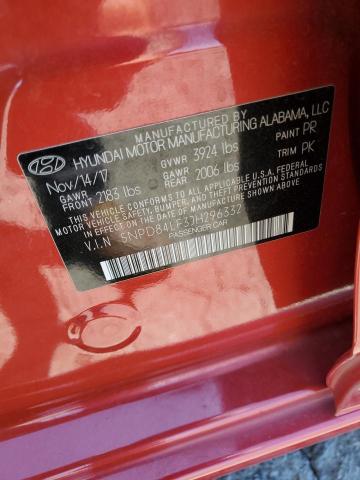 MANUFACTURED BY
HYUNDAI MOTOR MANUFACTURING ALABAMA, LLC
Nov/14/17 GVWR 3924 lbs PAINT PR
GAWR FRONT 2183 lbs GAWR REAR 2006 lbs TRIM PK
THIS VEHICLE CONFORMS TO ALL APPLICABLE U.S.A. FEDERAL
MOTOR VEHICLE SAFETY, BUMPER, AND THEFT PREVENTION STANDARDS
IN EFFECT ON THE DATE OF MANUFACTURE SHOWN ABOVE.
V.I.N 5NPD84LF3JH296332
PASSENGER CAR